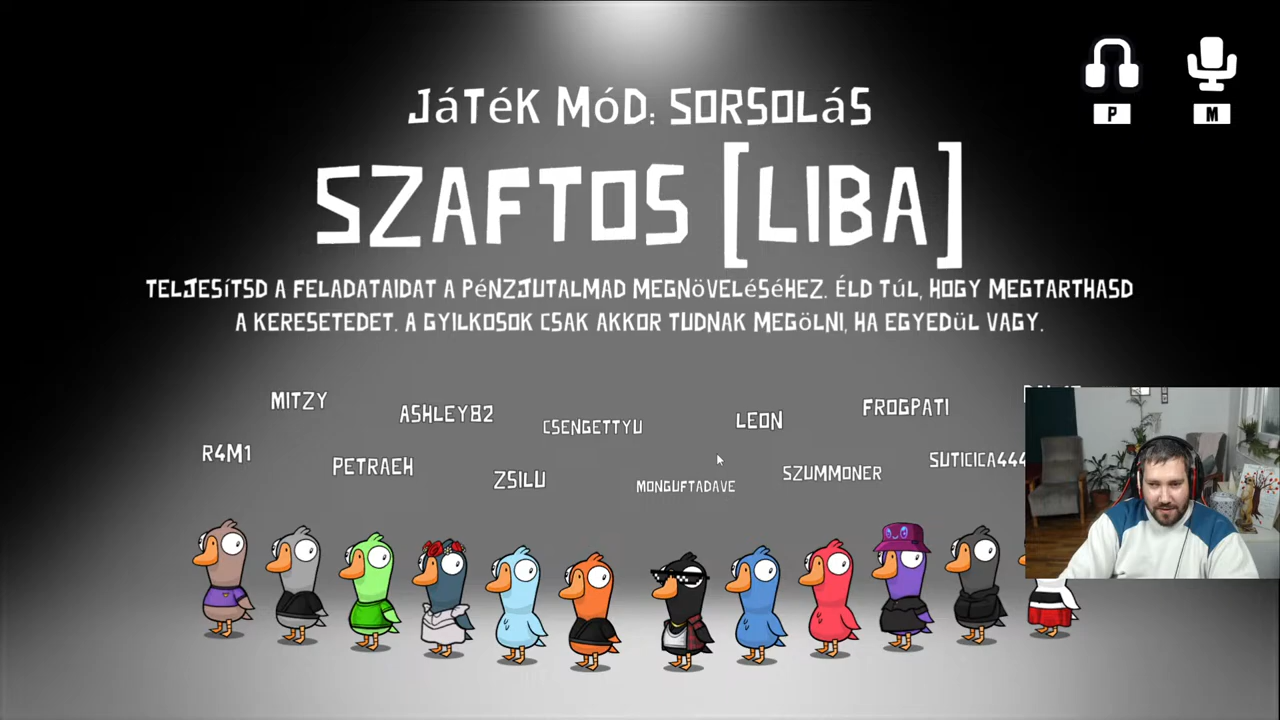 P
M
JÁTÉK MÓD: SORSOLÁS
SZAFTOS [LIBA]
TELJESÍTSD A FELADATAIDAT A PÉNZJUTALMAD MEGNÖVELÉSÉHEZ. ÉLD TÚL, HOGY MEGTARTHASD
A KERESETEDET. A GYILKOSOK CSAK AKKOR TUDNAK MEGÖLNI, HA EGYEDÜL VAGY.
MITZY
ASHLEY82
CSENGETTYU
LEON
FROGPATI
R4M1
PETRAEH
ZSILU
MONGUFTADAVE
SZUMMONER
SUTICICA444